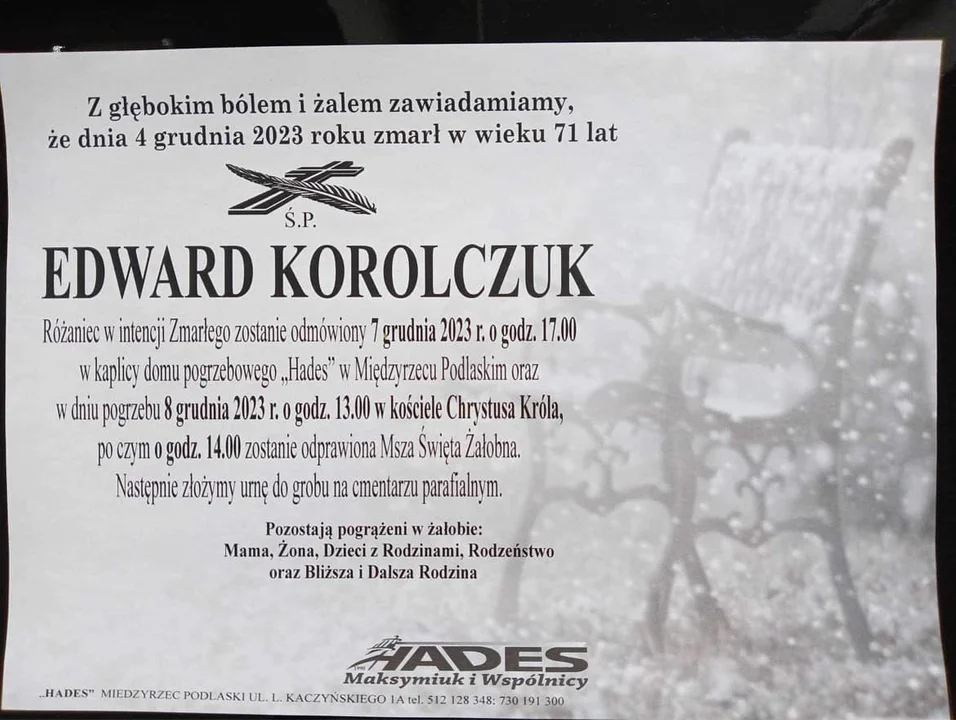 Z głębokim bólem i żalem zawiadamiamy,
że dnia 4 grudnia 2023 roku zmarł w wieku 71 lat
Ś.P.
EDWARD KOROLCZUK
Różaniec w intencji Zmarłego zostanie odmówiony 7 grudnia 2023 r. o godz. 17.00
w kaplicy domu pogrzebowego „Hades” w Międzyrzecu Podlaskim oraz
w dniu pogrzebu 8 grudnia 2023 r. o godz. 13.00 w kościele Chrystusa Króla,
po czym o godz. 14.00 zostanie odprawiona Msza Święta Żałobna.
Następnie złożymy urnę do grobu na cmentarzu parafialnym.
Pozostają pogrążeni w żałobie:
Mama, Żona, Dzieci z Rodzinami, Rodzeństwo
oraz Bliższa i Dalsza Rodzina
HADES
Maksymiuk i Wspólnicy
„HADES” MIEDZYRZEC PODLASKI UL. L. KACZYŃSKIEGO 1A tel. 512 128 348: 730 191 300